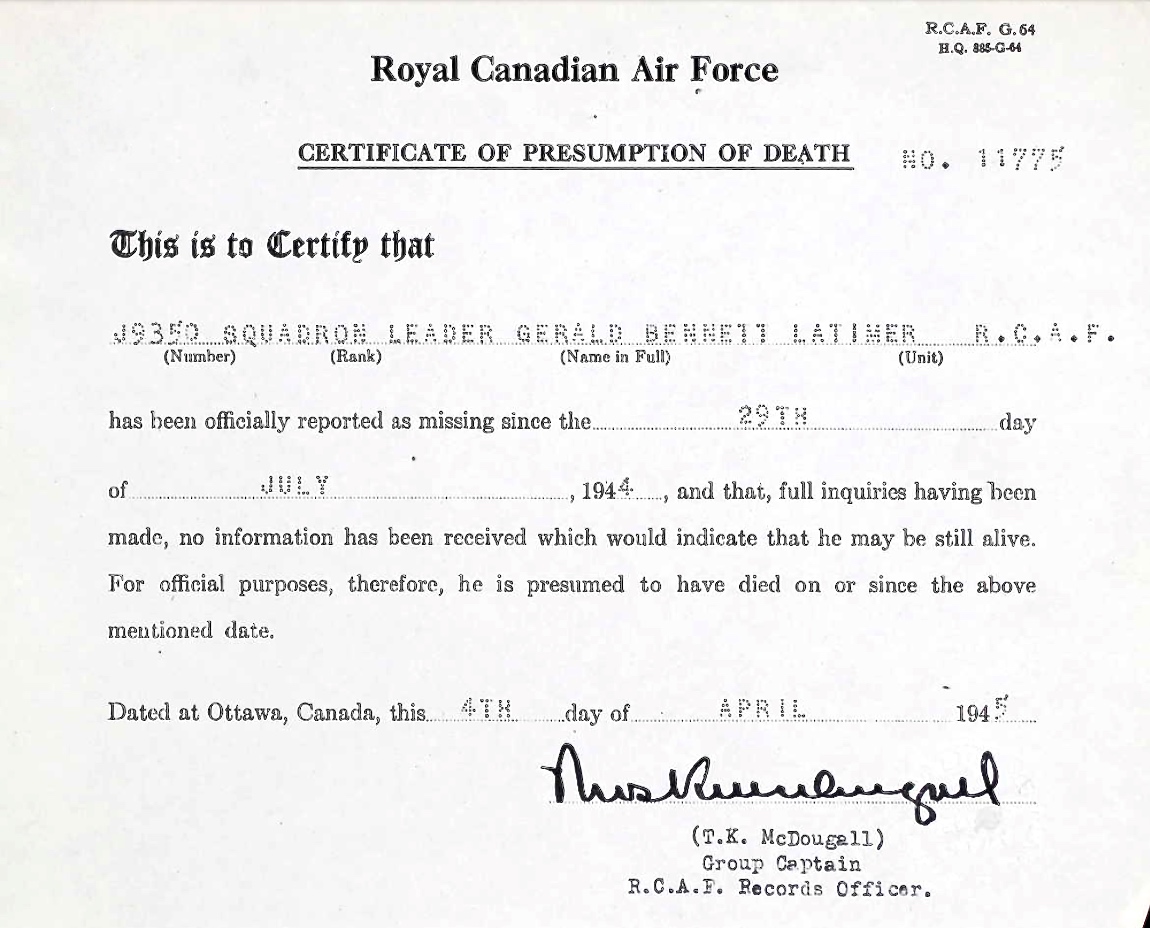 R.C.A.F. G.64
H.Q. 885-G-64
Royal Canadian Air Force
CERTIFICATE OF PRESUMPTION OF DEATH NO. 11775
This is to Certify that
J9350 SQUADRON LEADER GERALD BENNETT LATIMER R.C.A.F.
(Number) (Rank) (Name in Full) (Unit)
has been officially reported as missing since the 29TH day
of JULY, 1944, and that, full inquiries having been
made, no information has been received which would indicate that he may be still alive.
For official purposes, therefore, he is presumed to have died on or since the above
mentioned date.
Dated at Ottawa, Canada, this 4TH day of APRIL 1945
(T.K. McDougall)
Group Captain
R.C.A.F. Records Officer.